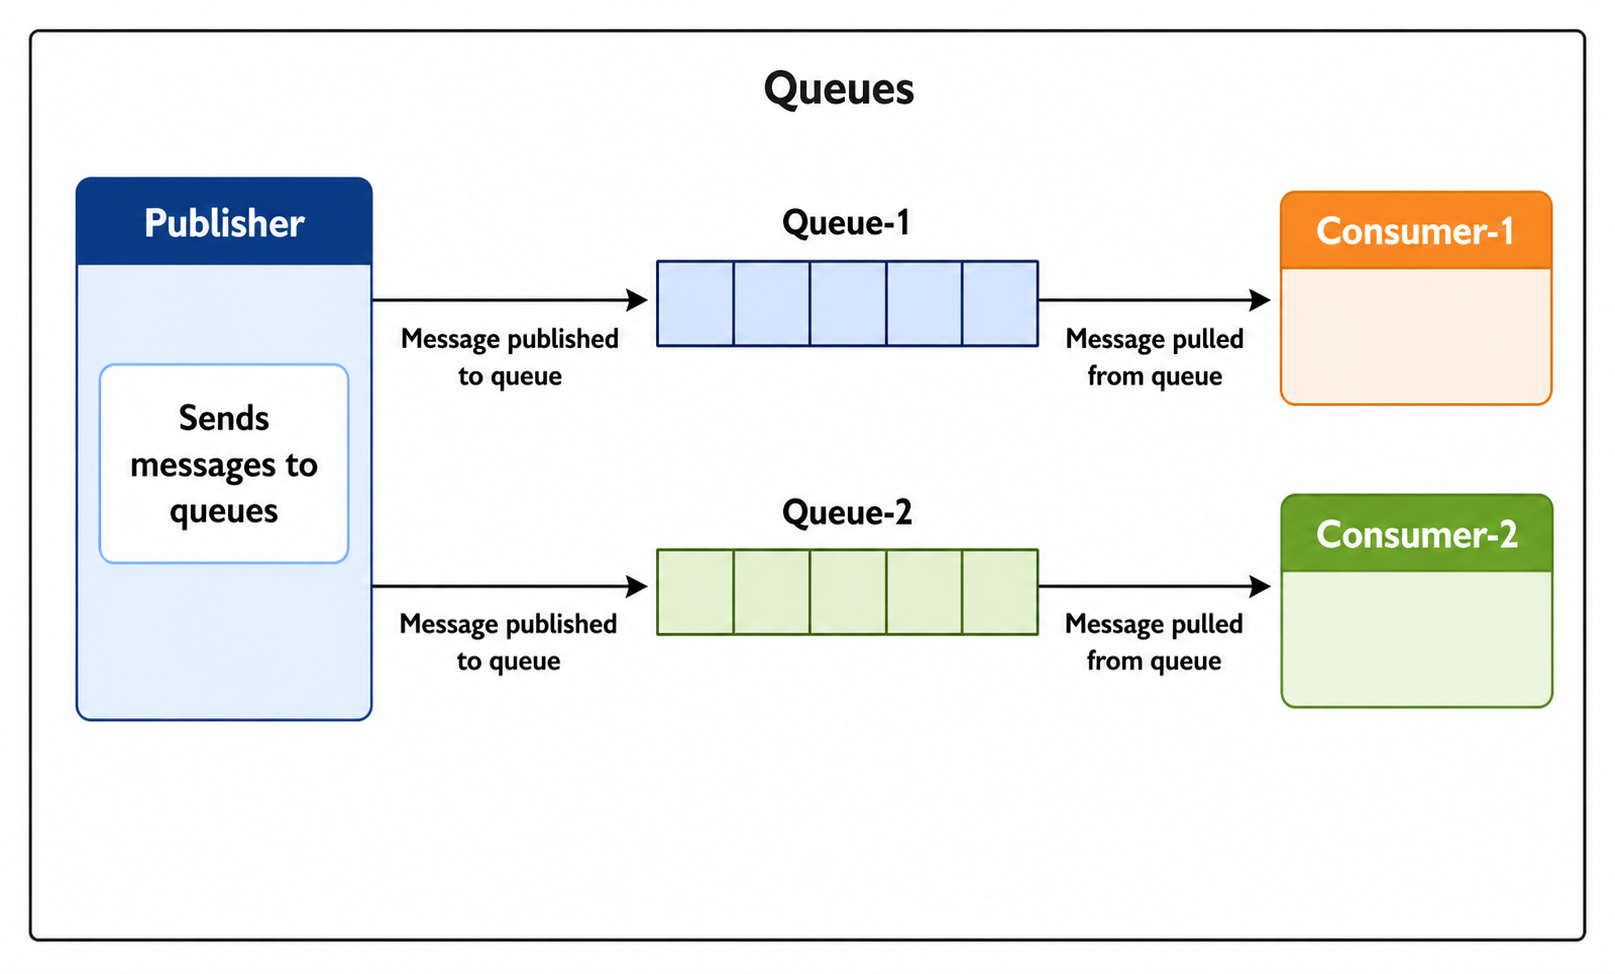 Queues
Publisher
Sends
messages to
queues
Message published
to queue
Queue-1
Message pulled
from queue
Consumer-1
Message published
to queue
Queue-2
Message pulled
from queue
Consumer-2